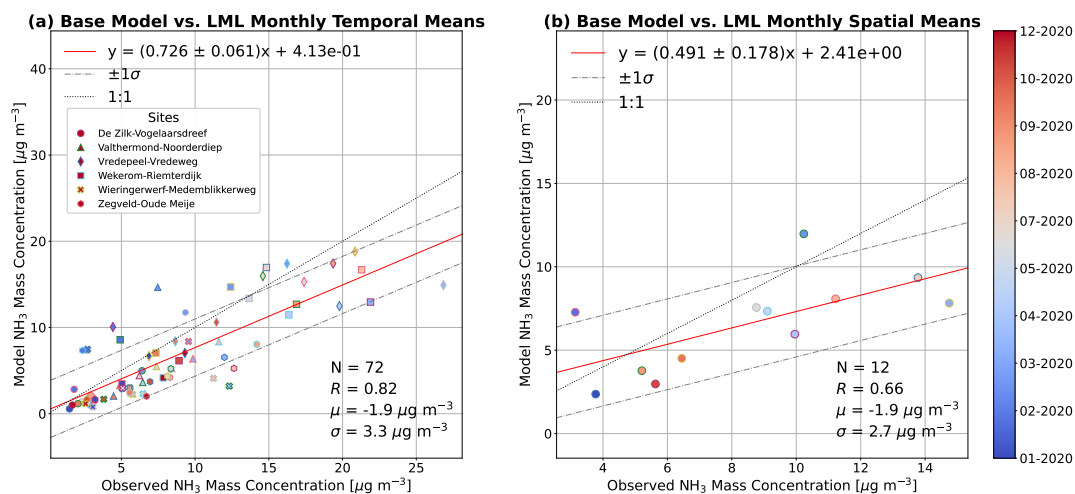 (a) Base Model vs. LML Monthly Temporal Means
y = (0.726 ± 0.061)x + 4.13e-01
±1σ
1:1
Sites
De Zilk-Vogelaarsdreef
Valthermond-Noorderdiep
Vredepeel-Vredeweg
Wekerom-Riemterdijk
Wieringerwerf-Medemblikkerweg
Zegveld-Oude Meije
N = 72
R = 0.82
μ = -1.9 μg m⁻³
σ = 3.3 μg m⁻³
Model NH₃ Mass Concentration [μg m⁻³]
40
30
20
10
0
5
10
15
20
25
Observed NH₃ Mass Concentration [μg m⁻³]
(b) Base Model vs. LML Monthly Spatial Means
y = (0.491 ± 0.178)x + 2.41e+00
±1σ
1:1
N = 12
R = 0.66
μ = -1.9 μg m⁻³
σ = 2.7 μg m⁻³
Model NH₃ Mass Concentration [μg m⁻³]
20
15
10
5
0
4
6
8
10
12
14
Observed NH₃ Mass Concentration [μg m⁻³]
12-2020
10-2020
09-2020
08-2020
07-2020
05-2020
04-2020
03-2020
02-2020
01-2020